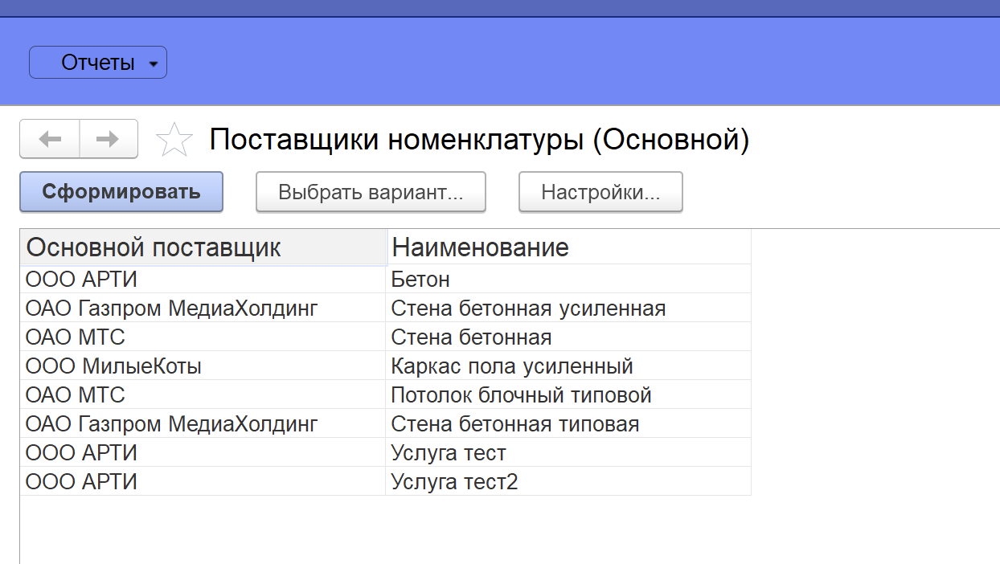 Отчеты
Поставщики номенклатуры (Основной)
Сформировать Выбрать вариант... Настройки...
Основной поставщик Наименование
ООО АРТИ Бетон
ОАО Газпром МедиаХолдинг Стена бетонная усиленная
ОАО МТС Стена бетонная
ООО МилыеКоты Каркас пола усиленный
ОАО МТС Потолок блочный типовой
ОАО Газпром МедиаХолдинг Стена бетонная типовая
ООО АРТИ Услуга тест
ООО АРТИ Услуга тест2